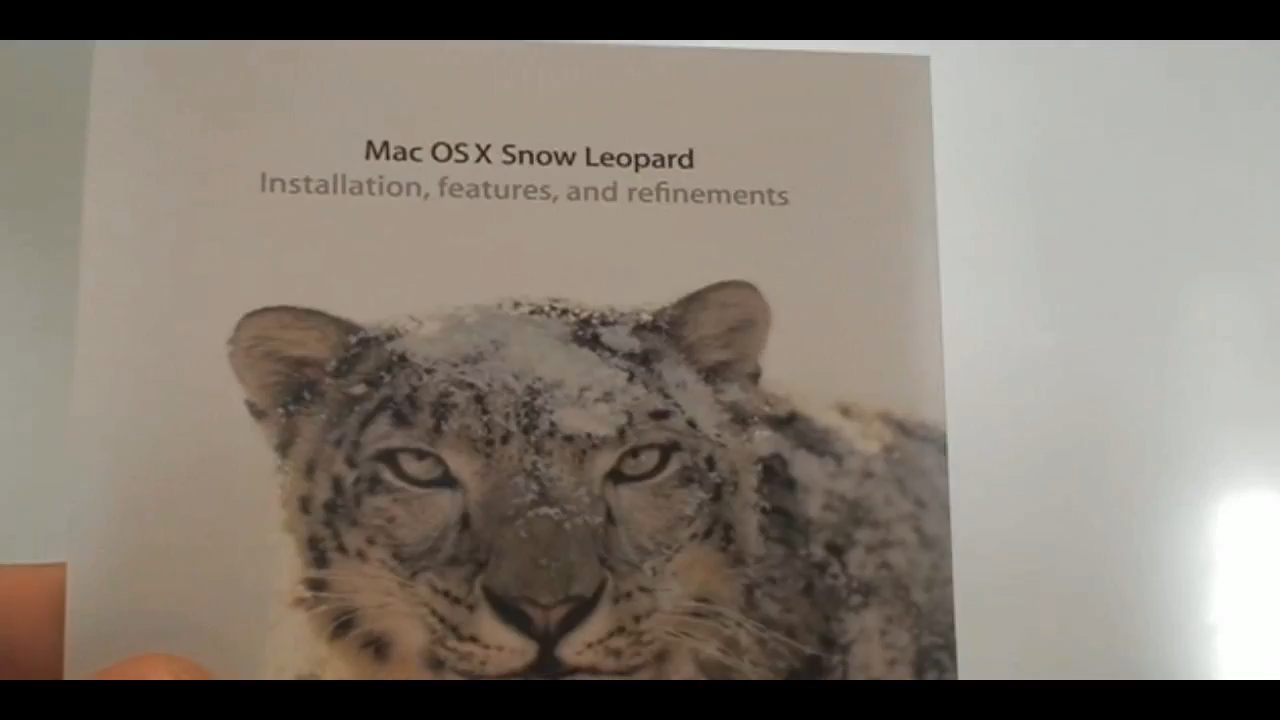 Mac OS X Snow Leopard
Installation, features, and refinements